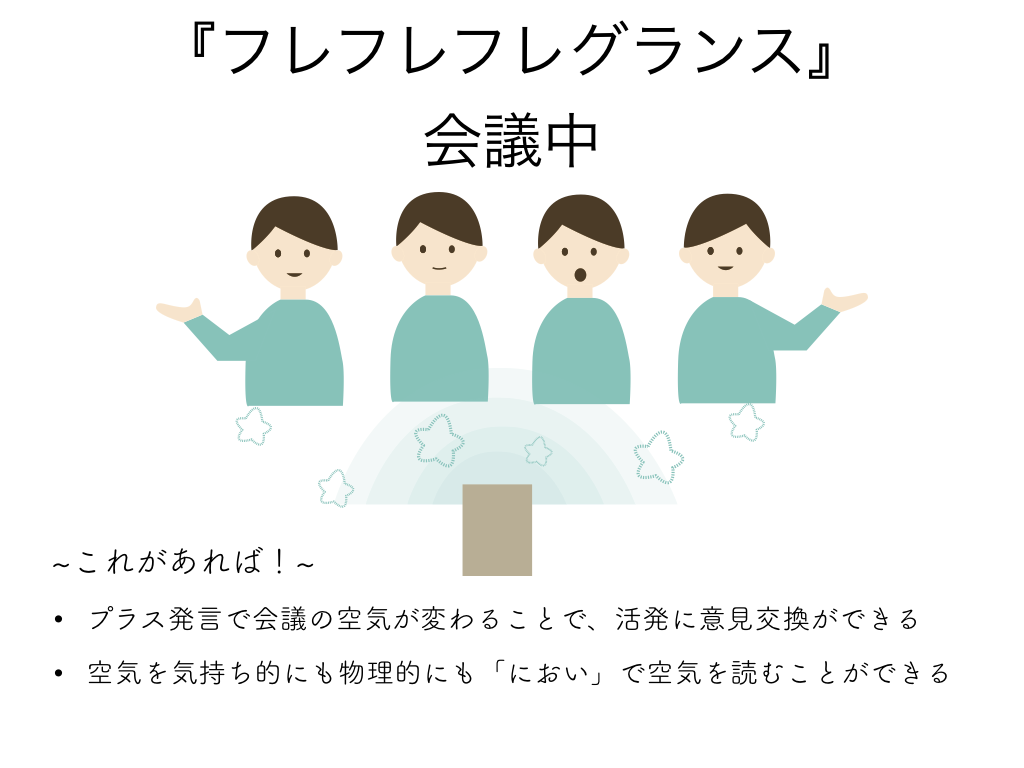 『フレフレフレグランス』
会議中
~これがあれば！~
• プラス発言で会議の空気が変わることで、活発に意見交換ができる
• 空気を気持ち的にも物理的にも「におい」で空気を読むことができる